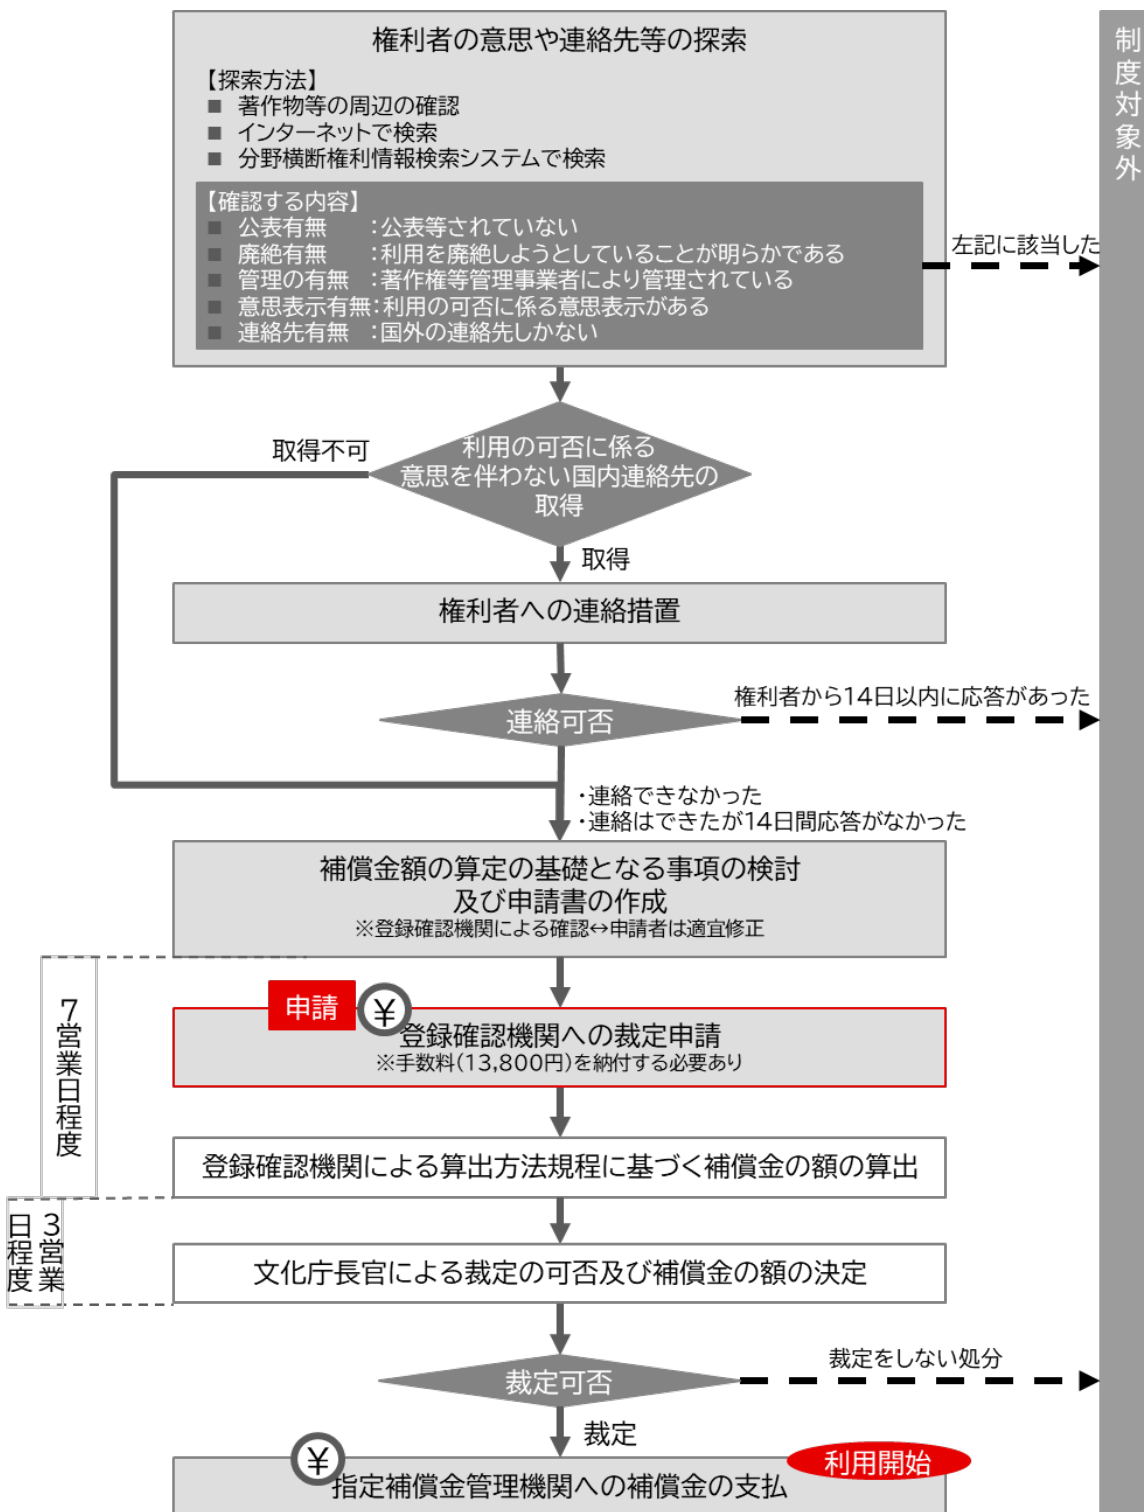 権利者の意思や連絡先等の探索
【探索方法】
■ 著作物等の周辺の確認
■ インターネットで検索
■ 分野横断権利情報検索システムで検索
【確認する内容】
■ 公表有無　：公表等されていない
■ 廃絶有無　：利用を廃絶しようとしていることが明らかである
■ 管理の有無　：著作権等管理事業者により管理されている
■ 意思表示有無：利用の可否に係る意思表示がある
■ 連絡先有無　：国外の連絡先しかない
左記に該当した
制度対象外
利用の可否に係る
意思を伴わない国内連絡先の
取得
取得不可
取得
権利者への連絡措置
連絡可否
権利者から14日以内に応答があった
・連絡できなかった
・連絡はできたが14日間応答がなかった
補償金額の算定の基礎となる事項の検討
及び申請書の作成
※登録確認機関による確認↔申請者は適宜修正
7営業日程度
申請
¥
登録確認機関への裁定申請
※手数料(13,800円)を納付する必要あり
登録確認機関による算出方法規程に基づく補償金の額の算出
3営業
日程度
文化庁長官による裁定の可否及び補償金の額の決定
裁定可否
裁定をしない処分
裁定
¥
利用開始
指定補償金管理機関への補償金の支払